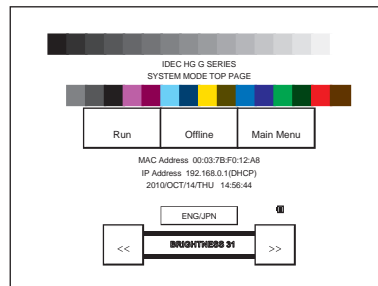 IDEC HG G SERIES
SYSTEM MODE TOP PAGE
Run Offline Main Menu
MAC Address 00:03:7B:F0:12:A8
IP Address 192.168.0.1(DHCP)
2010/OCT/14/THU 14:56:44
ENG/JPN
<< BRIGHTNESS 31 >>